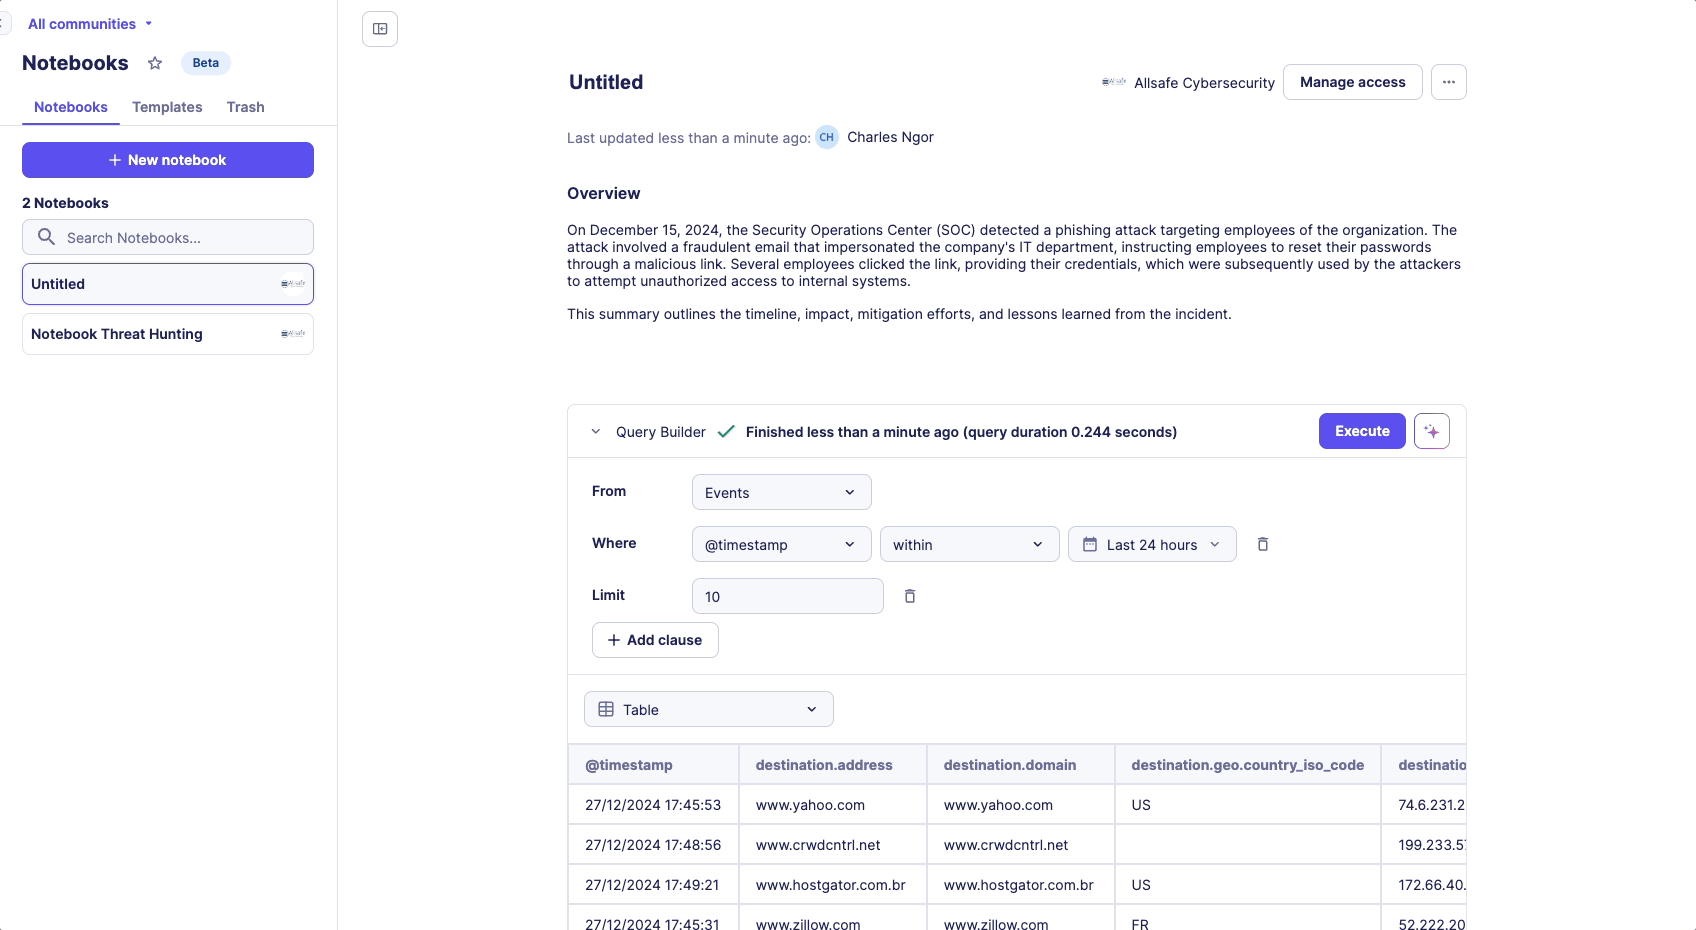 All communities
Notebooks Beta
Notebooks Templates Trash
New notebook
2 Notebooks
Search Notebooks...
Untitled
Notebook Threat Hunting
Untitled
Allsafe Cybersecurity Manage access
Last updated less than a minute ago: CH Charles Ngor
Overview
On December 15, 2024, the Security Operations Center (SOC) detected a phishing attack targeting employees of the organization. The
attack involved a fraudulent email that impersonated the company's IT department, instructing employees to reset their passwords
through a malicious link. Several employees clicked the link, providing their credentials, which were subsequently used by the attackers
to attempt unauthorized access to internal systems.
This summary outlines the timeline, impact, mitigation efforts, and lessons learned from the incident.
Query Builder Finished less than a minute ago (query duration 0.244 seconds) Execute
From Events
Where @timestamp within Last 24 hours
Limit 10
Add clause
Table
@timestamp destination.address destination.domain destination.geo.country_iso_code destinatio
27/12/2024 17:45:53 www.yahoo.com www.yahoo.com US 74.6.231.2
27/12/2024 17:48:56 www.crwdcntrl.net www.crwdcntrl.net 199.233.57
27/12/2024 17:49:21 www.hostgator.com.br www.hostgator.com.br US 172.66.40.
27/12/2024 17:45:31 www.zillow.com www.zillow.com FR 52.222.20